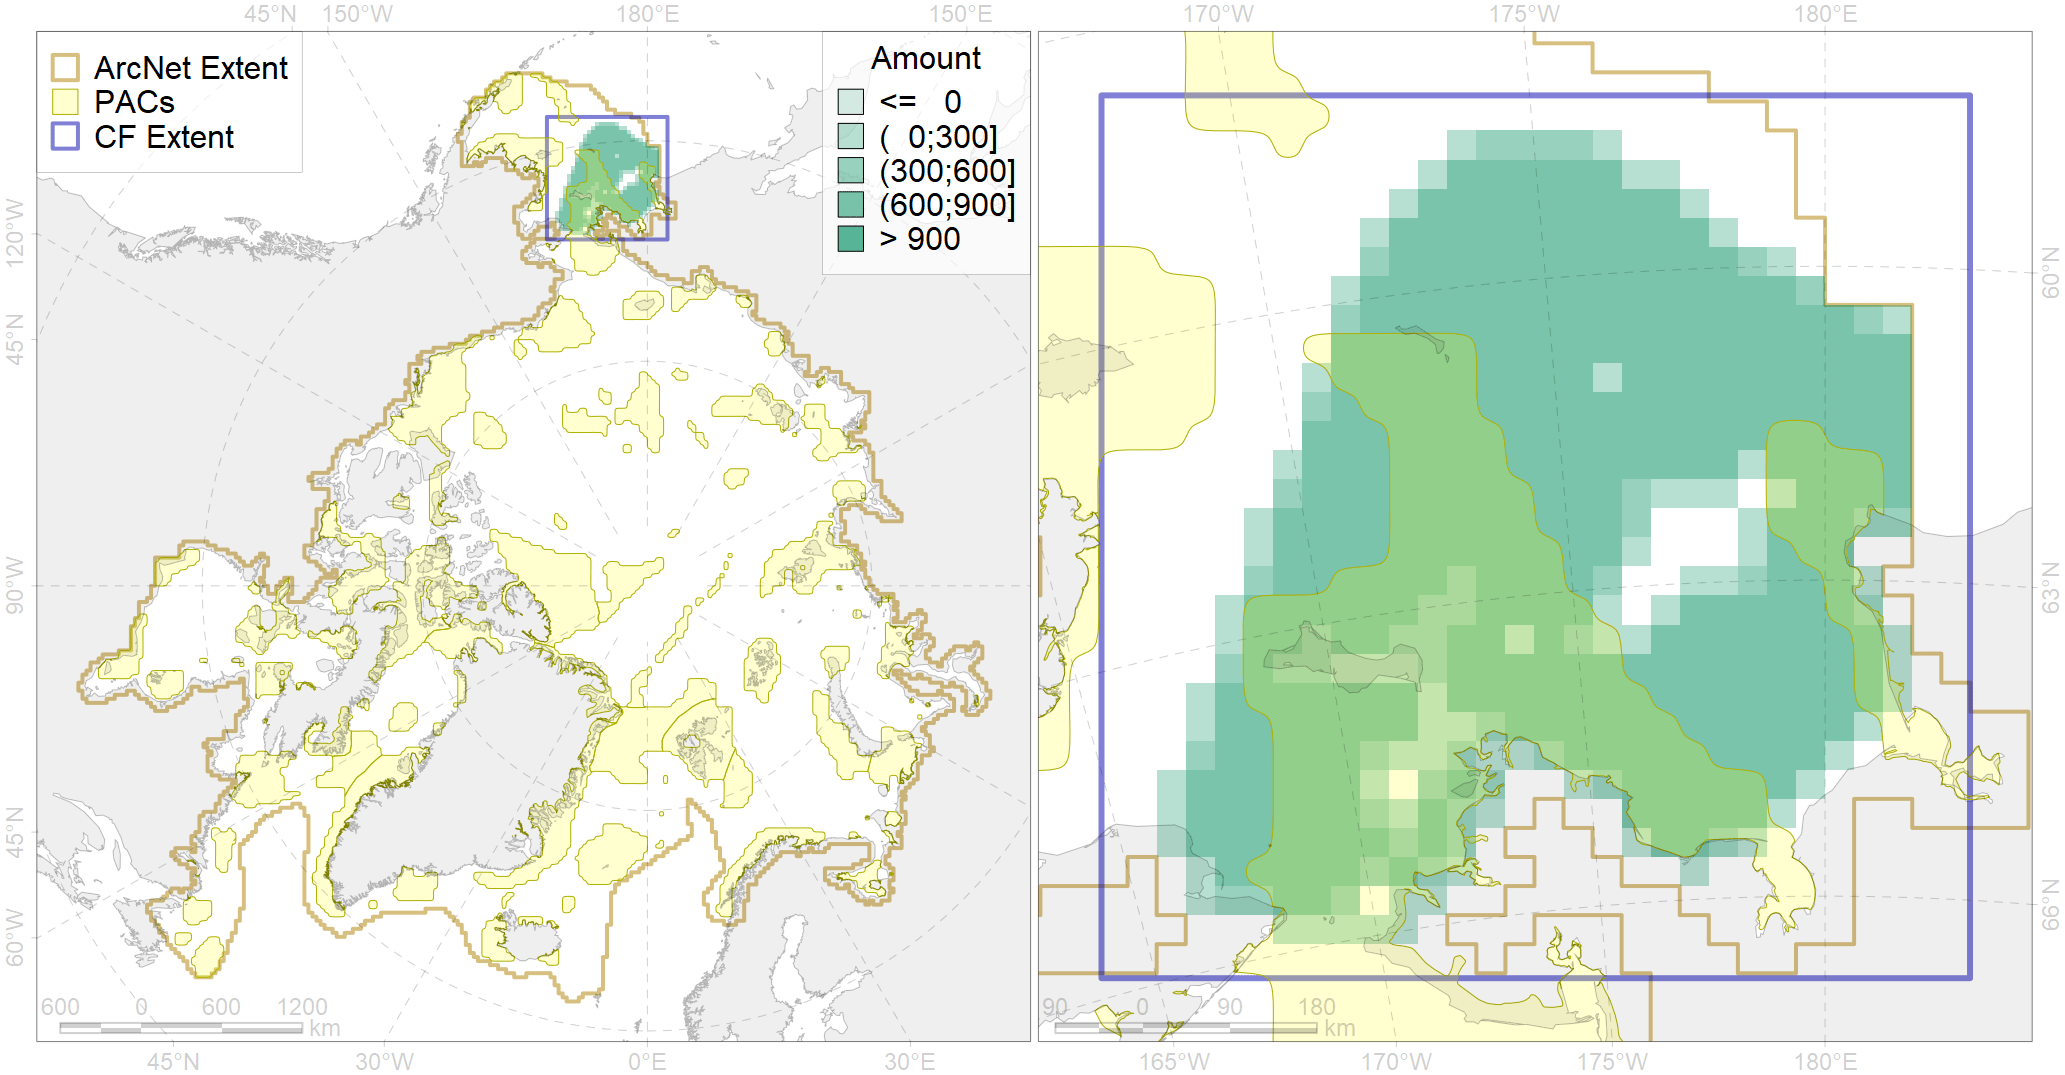 45°N 150°W 180°E 150°E 170°W 175°W 180°E
ArcNet Extent
PACs
CF Extent
Amount
<= 0
( 0;300]
(300;600]
(600;900]
> 900
120°W
45°N
90°W
45°N
60°W
60°N
63°N
66°N
600 0 600 1200
km
90 0 90 180
km
45°N 30°W 0°E 30°E 165°W 170°W 175°W 180°E